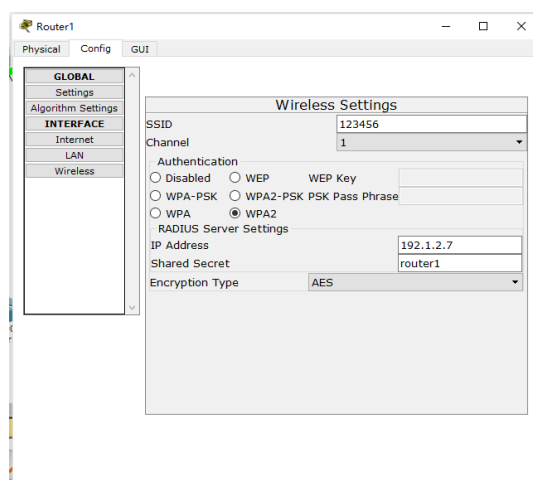 Router1
Physical Config GUI
GLOBAL
Settings
Algorithm Settings
INTERFACE
Internet
LAN
Wireless
Wireless Settings
SSID 123456
Channel 1
Authentication
Disabled WEP WEP Key
WPA-PSK WPA2-PSK PSK Pass Phrase
WPA WPA2
RADIUS Server Settings
IP Address 192.1.2.7
Shared Secret router1
Encryption Type AES